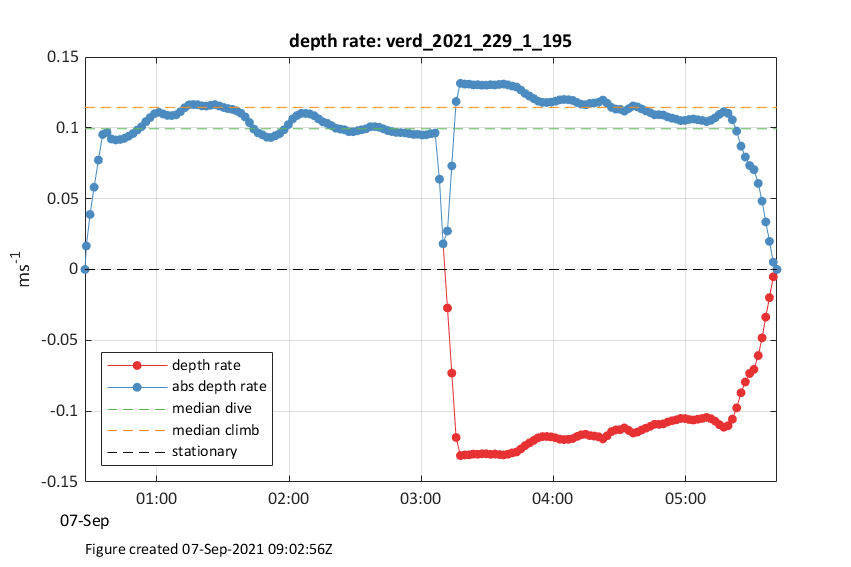 depth rate: verd_2021_229_1_195
0.15
0.1
0.05
0
-0.05
-0.1
-0.15
ms-1
depth rate
abs depth rate
median dive
median climb
stationary
01:00 02:00 03:00 04:00 05:00
07-Sep
Figure created 07-Sep-2021 09:02:56Z